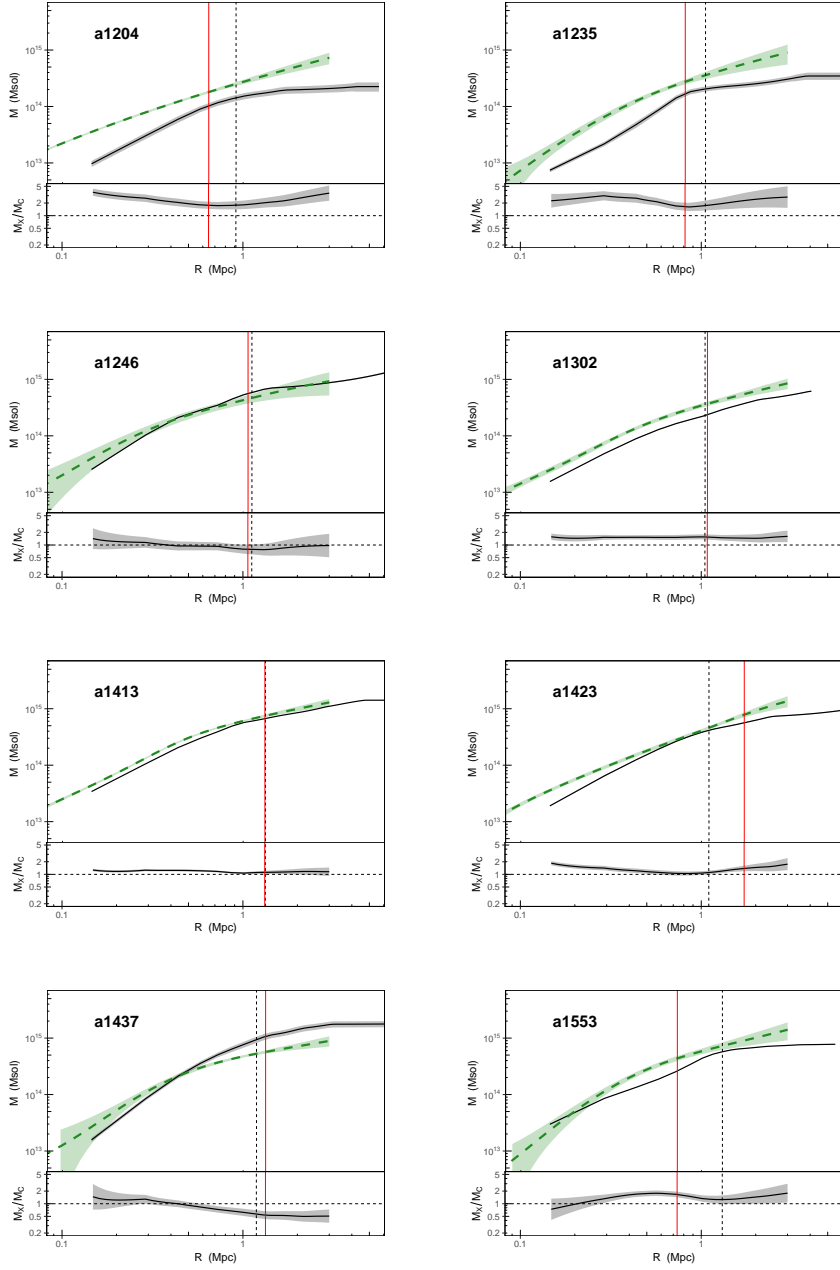 a1204
M (Msol)
10^15
10^14
10^13
M_X/M_C
5
2
1
0.5
0.2
0.1
1
R (Mpc)
a1235
M (Msol)
10^15
10^14
10^13
M_X/M_C
5
2
1
0.5
0.2
0.1
1
R (Mpc)
a1246
M (Msol)
10^15
10^14
10^13
M_X/M_C
5
2
1
0.5
0.2
0.1
1
R (Mpc)
a1302
M (Msol)
10^15
10^14
10^13
M_X/M_C
5
2
1
0.5
0.2
0.1
1
R (Mpc)
a1413
M (Msol)
10^15
10^14
10^13
M_X/M_C
5
2
1
0.5
0.2
0.1
1
R (Mpc)
a1423
M (Msol)
10^15
10^14
10^13
M_X/M_C
5
2
1
0.5
0.2
0.1
1
R (Mpc)
a1437
M (Msol)
10^15
10^14
10^13
M_X/M_C
5
2
1
0.5
0.2
0.1
1
R (Mpc)
a1553
M (Msol)
10^15
10^14
10^13
M_X/M_C
5
2
1
0.5
0.2
0.1
1
R (Mpc)